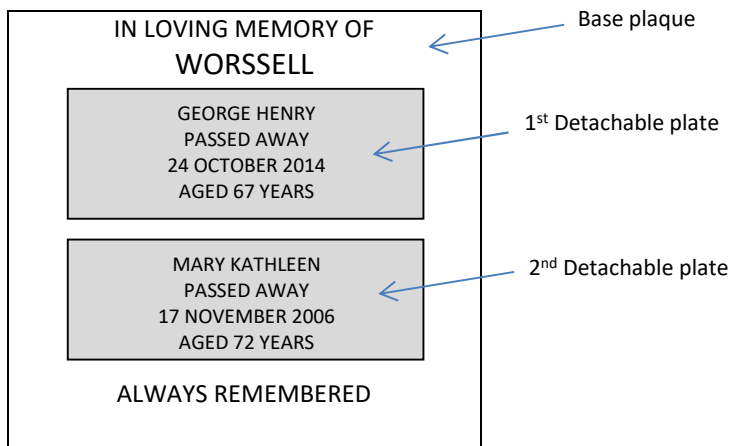 IN LOVING MEMORY OF
WORSSELL
GEORGE HENRY
PASSED AWAY
24 OCTOBER 2014
AGED 67 YEARS
MARY KATHLEEN
PASSED AWAY
17 NOVEMBER 2006
AGED 72 YEARS
ALWAYS REMEMBERED
Base plaque
1st Detachable plate
2nd Detachable plate